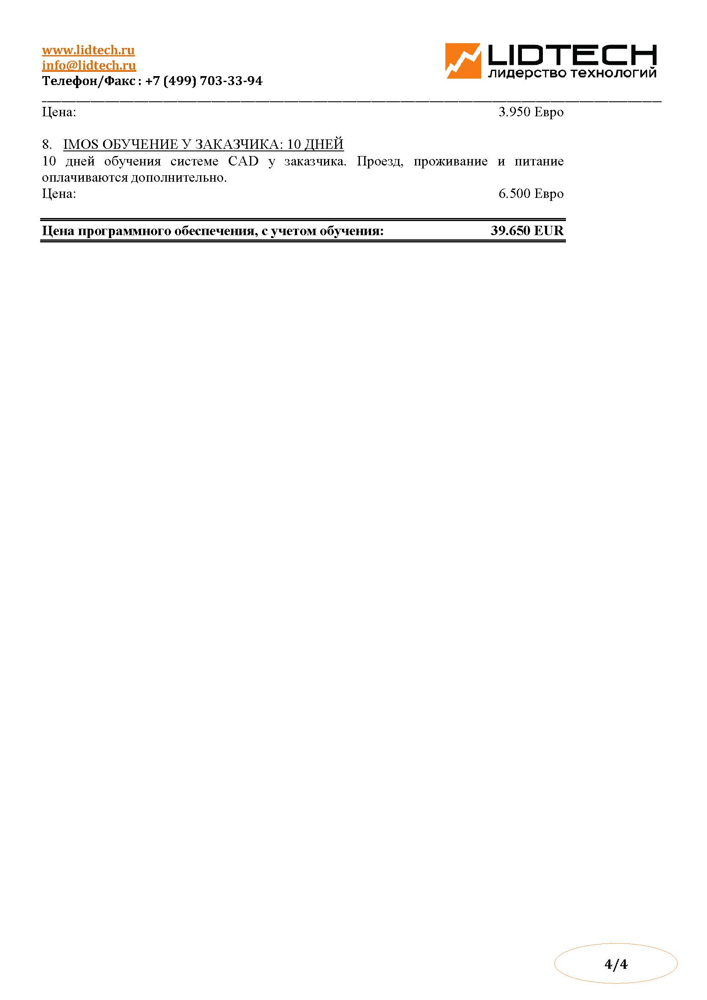 www.lidtech.ru
info@lidtech.ru
Телефон/Факс : +7 (499) 703-33-94
LIDTECH
лидерство технологий
Цена: 3.950 Евро
8. IMOS ОБУЧЕНИЕ У ЗАКАЗЧИКА: 10 ДНЕЙ
10 дней обучения системе CAD у заказчика. Проезд, проживание и питание
оплачиваются дополнительно.
Цена: 6.500 Евро
Цена программного обеспечения, с учетом обучения: 39.650 EUR
4/4